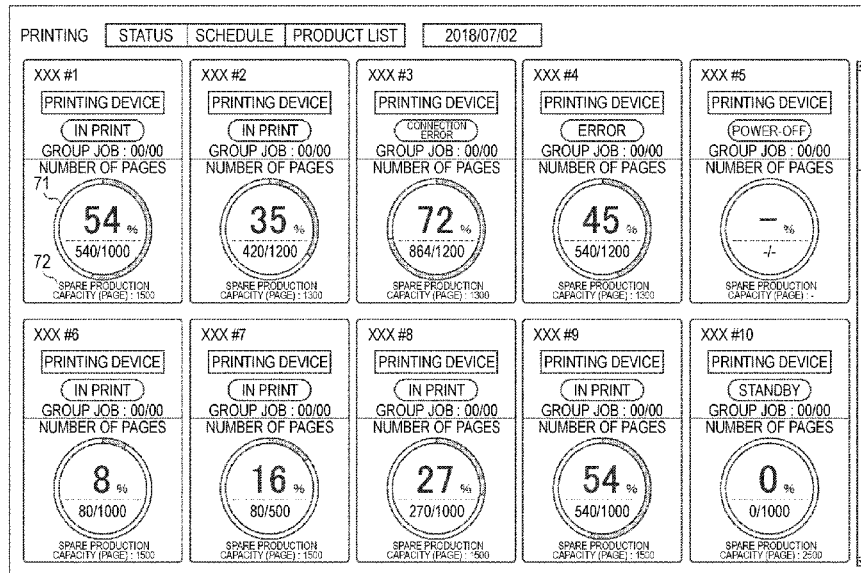 PRINTING STATUS SCHEDULE PRODUCT LIST 2018/07/02
XXX #1
PRINTING DEVICE
IN PRINT
GROUP JOB : 00/00
NUMBER OF PAGES
71
54 %
540/1000
72
SPARE PRODUCTION
CAPACITY (PAGE) : 1500
XXX #2
PRINTING DEVICE
IN PRINT
GROUP JOB : 00/00
NUMBER OF PAGES
35 %
420/1200
SPARE PRODUCTION
CAPACITY (PAGE) : 1300
XXX #3
PRINTING DEVICE
CONNECTION
ERROR
GROUP JOB : 00/00
NUMBER OF PAGES
72 %
864/1200
SPARE PRODUCTION
CAPACITY (PAGE) : 1300
XXX #4
PRINTING DEVICE
ERROR
GROUP JOB : 00/00
NUMBER OF PAGES
45 %
540/1200
SPARE PRODUCTION
CAPACITY (PAGE) : 1300
XXX #5
PRINTING DEVICE
POWER-OFF
GROUP JOB : 00/00
NUMBER OF PAGES
– %
-/-
SPARE PRODUCTION
CAPACITY (PAGE) : -
XXX #6
PRINTING DEVICE
IN PRINT
GROUP JOB : 00/00
NUMBER OF PAGES
8 %
80/1000
SPARE PRODUCTION
CAPACITY (PAGE) : 1500
XXX #7
PRINTING DEVICE
IN PRINT
GROUP JOB : 00/00
NUMBER OF PAGES
16 %
80/500
SPARE PRODUCTION
CAPACITY (PAGE) : 1500
XXX #8
PRINTING DEVICE
IN PRINT
GROUP JOB : 00/00
NUMBER OF PAGES
27 %
270/1000
SPARE PRODUCTION
CAPACITY (PAGE) : 1500
XXX #9
PRINTING DEVICE
IN PRINT
GROUP JOB : 00/00
NUMBER OF PAGES
54 %
540/1000
SPARE PRODUCTION
CAPACITY (PAGE) : 1500
XXX #10
PRINTING DEVICE
STANDBY
GROUP JOB : 00/00
NUMBER OF PAGES
0 %
0/1000
SPARE PRODUCTION
CAPACITY (PAGE) : 2500